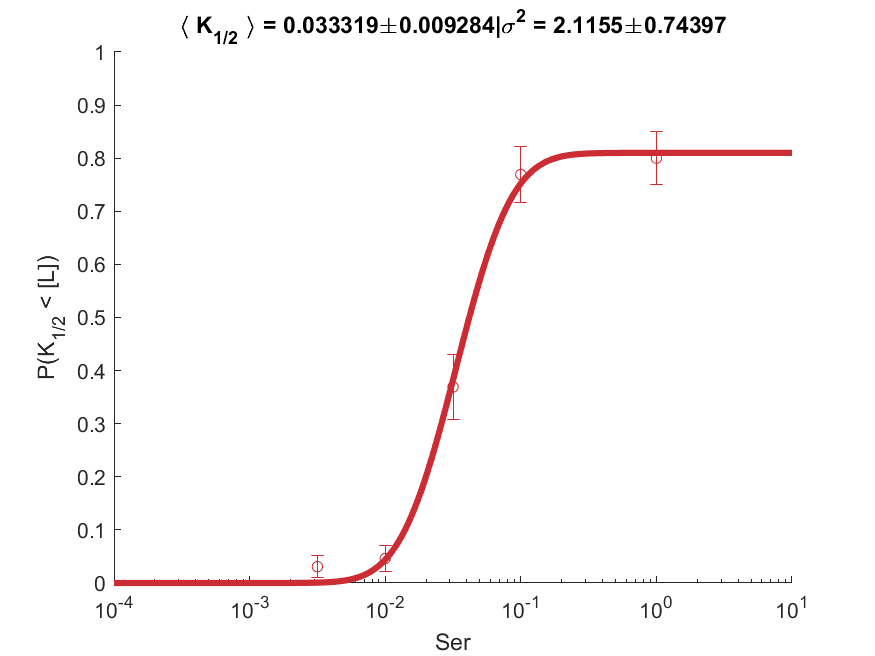 ⟨ K1/2 ⟩ = 0.033319±0.009284|σ2 = 2.1155±0.74397
1
0.9
0.8
0.7
0.6
0.5
0.4
0.3
0.2
0.1
0
P(K1/2 < [L])
10-4 10-3 10-2 10-1 100 101
Ser